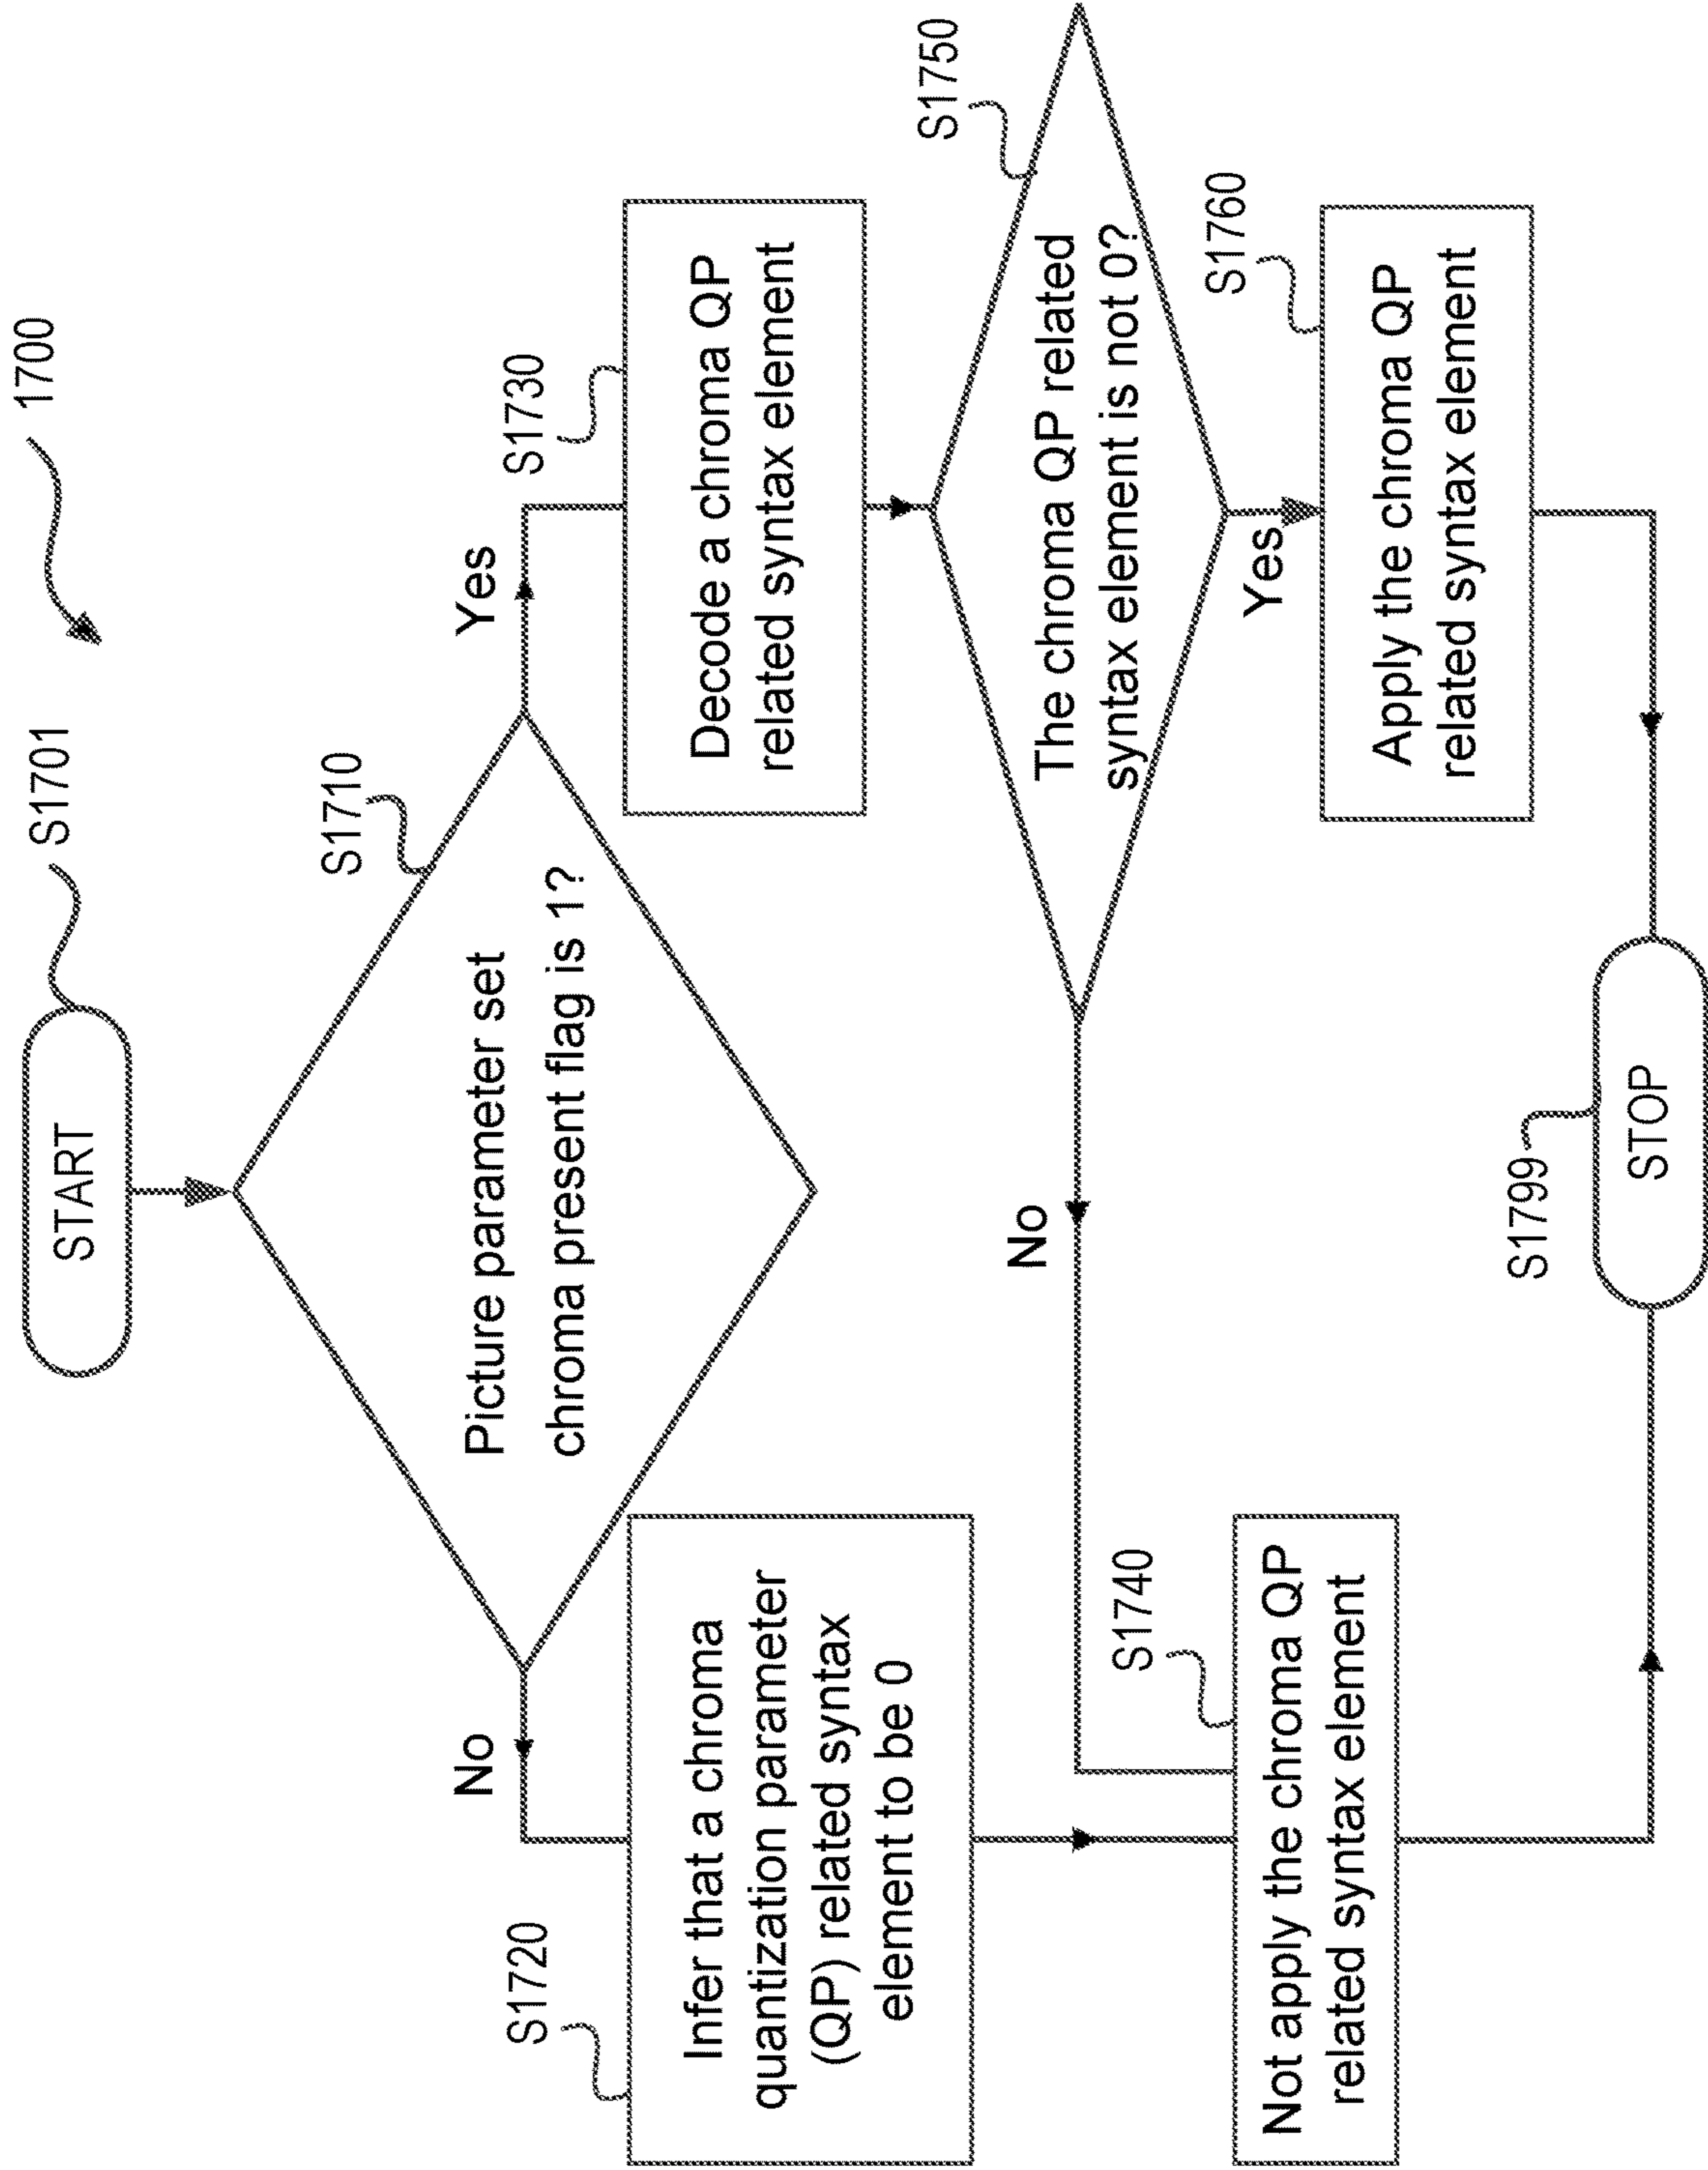 1700
START
S1701
S1710
Picture parameter set
chroma present flag is 1?
No
Yes
S1720
Infer that a chroma
quantization parameter
(QP) related syntax
element to be 0
S1730
Decode a chroma QP
related syntax element
S1750
The chroma QP related
syntax element is not 0?
No
Yes
S1740
Not apply the chroma QP
related syntax element
S1760
Apply the chroma QP
related syntax element
S1799
STOP